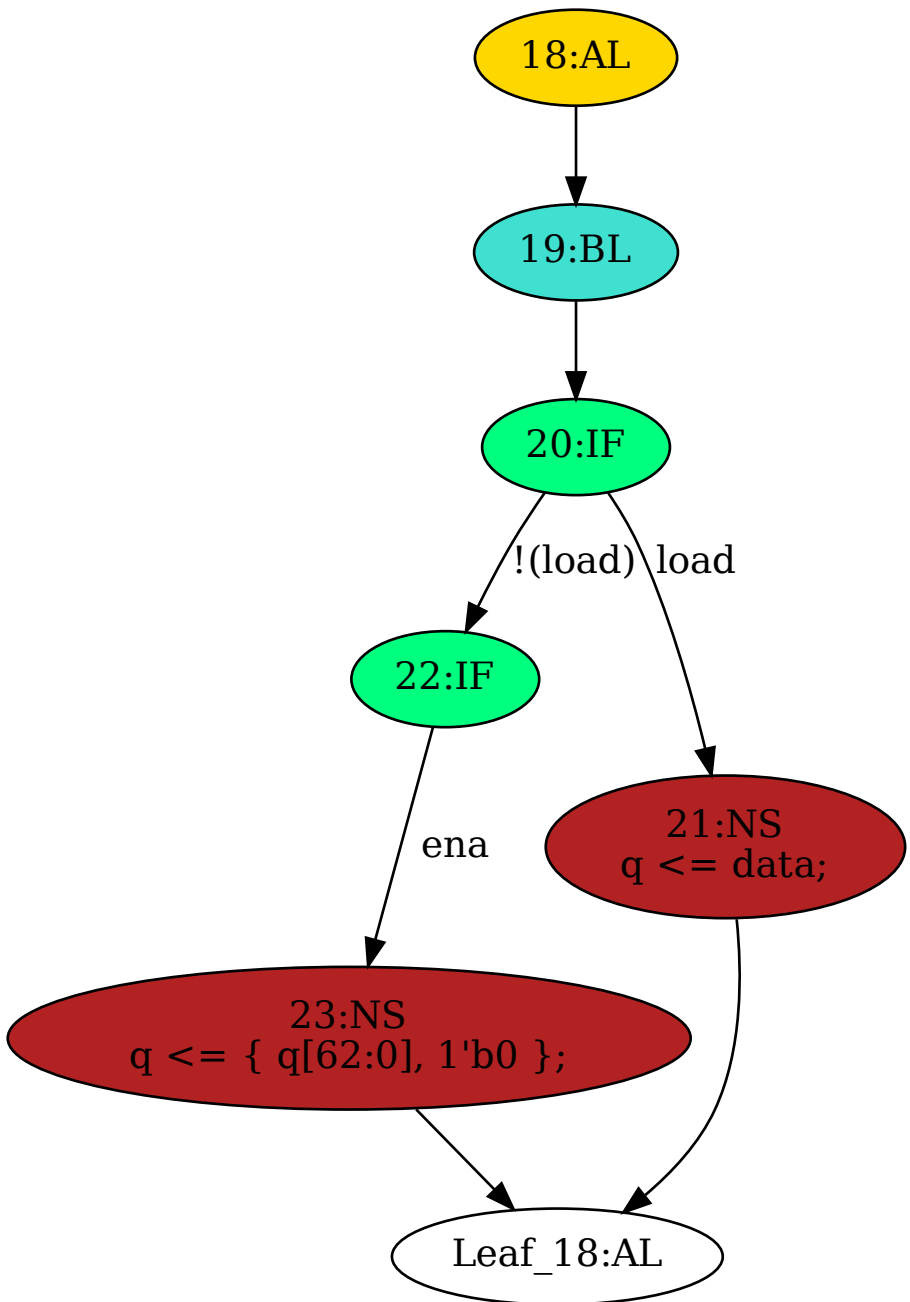 18:AL
19:BL
20:IF
!(load)
load
22:IF
21:NS
q <= data;
ena
23:NS
q <= { q[62:0], 1'b0 };
Leaf_18:AL